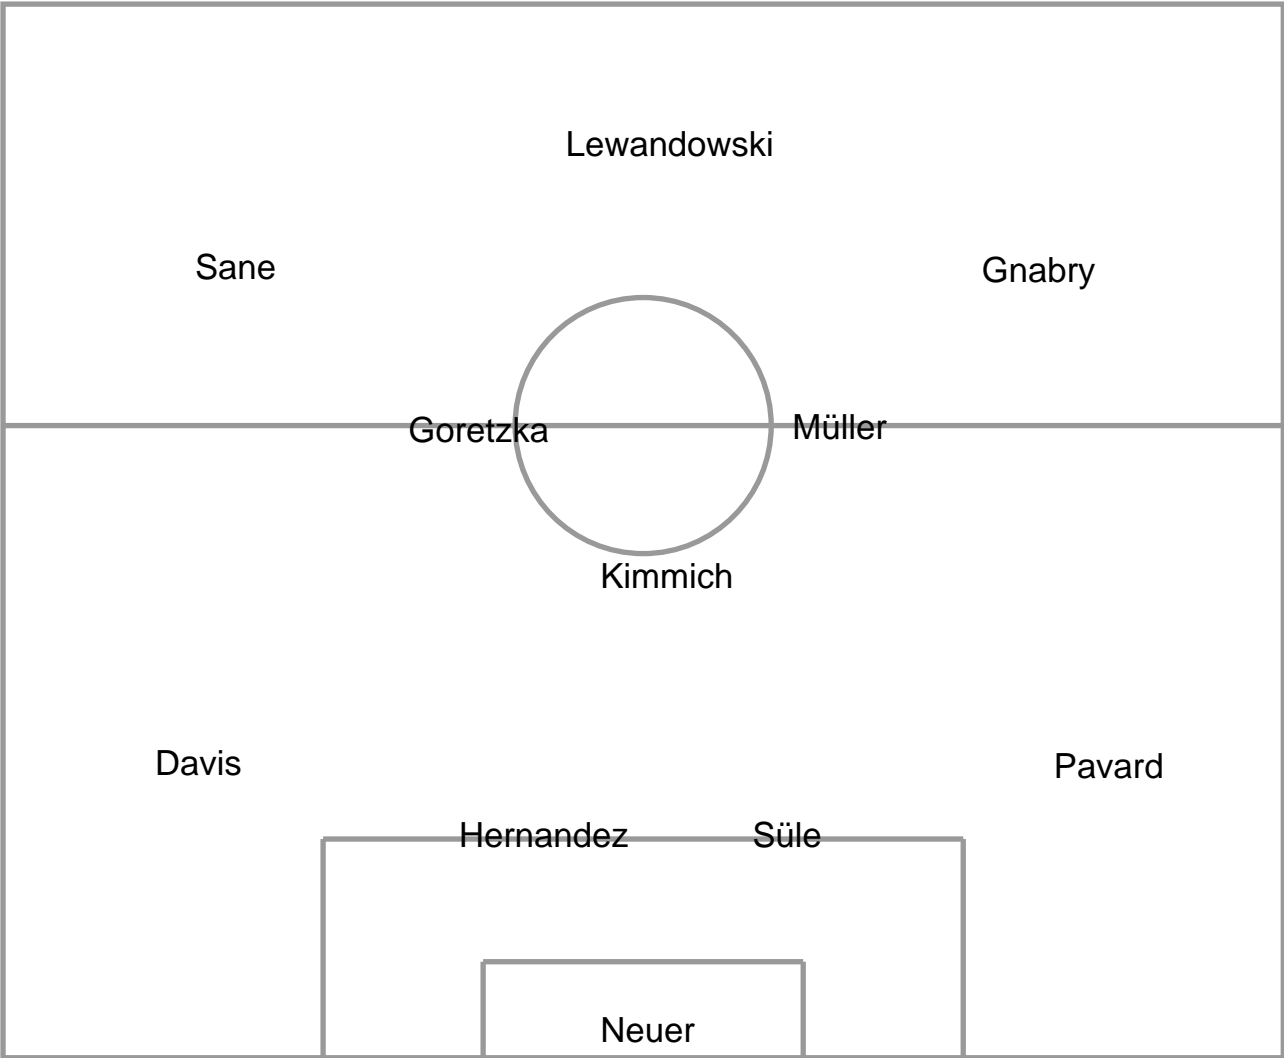 Lewandowski
Sane
Gnabry
Goretzka
Müller
Kimmich
Davis
Pavard
Hernandez
Süle
Neuer